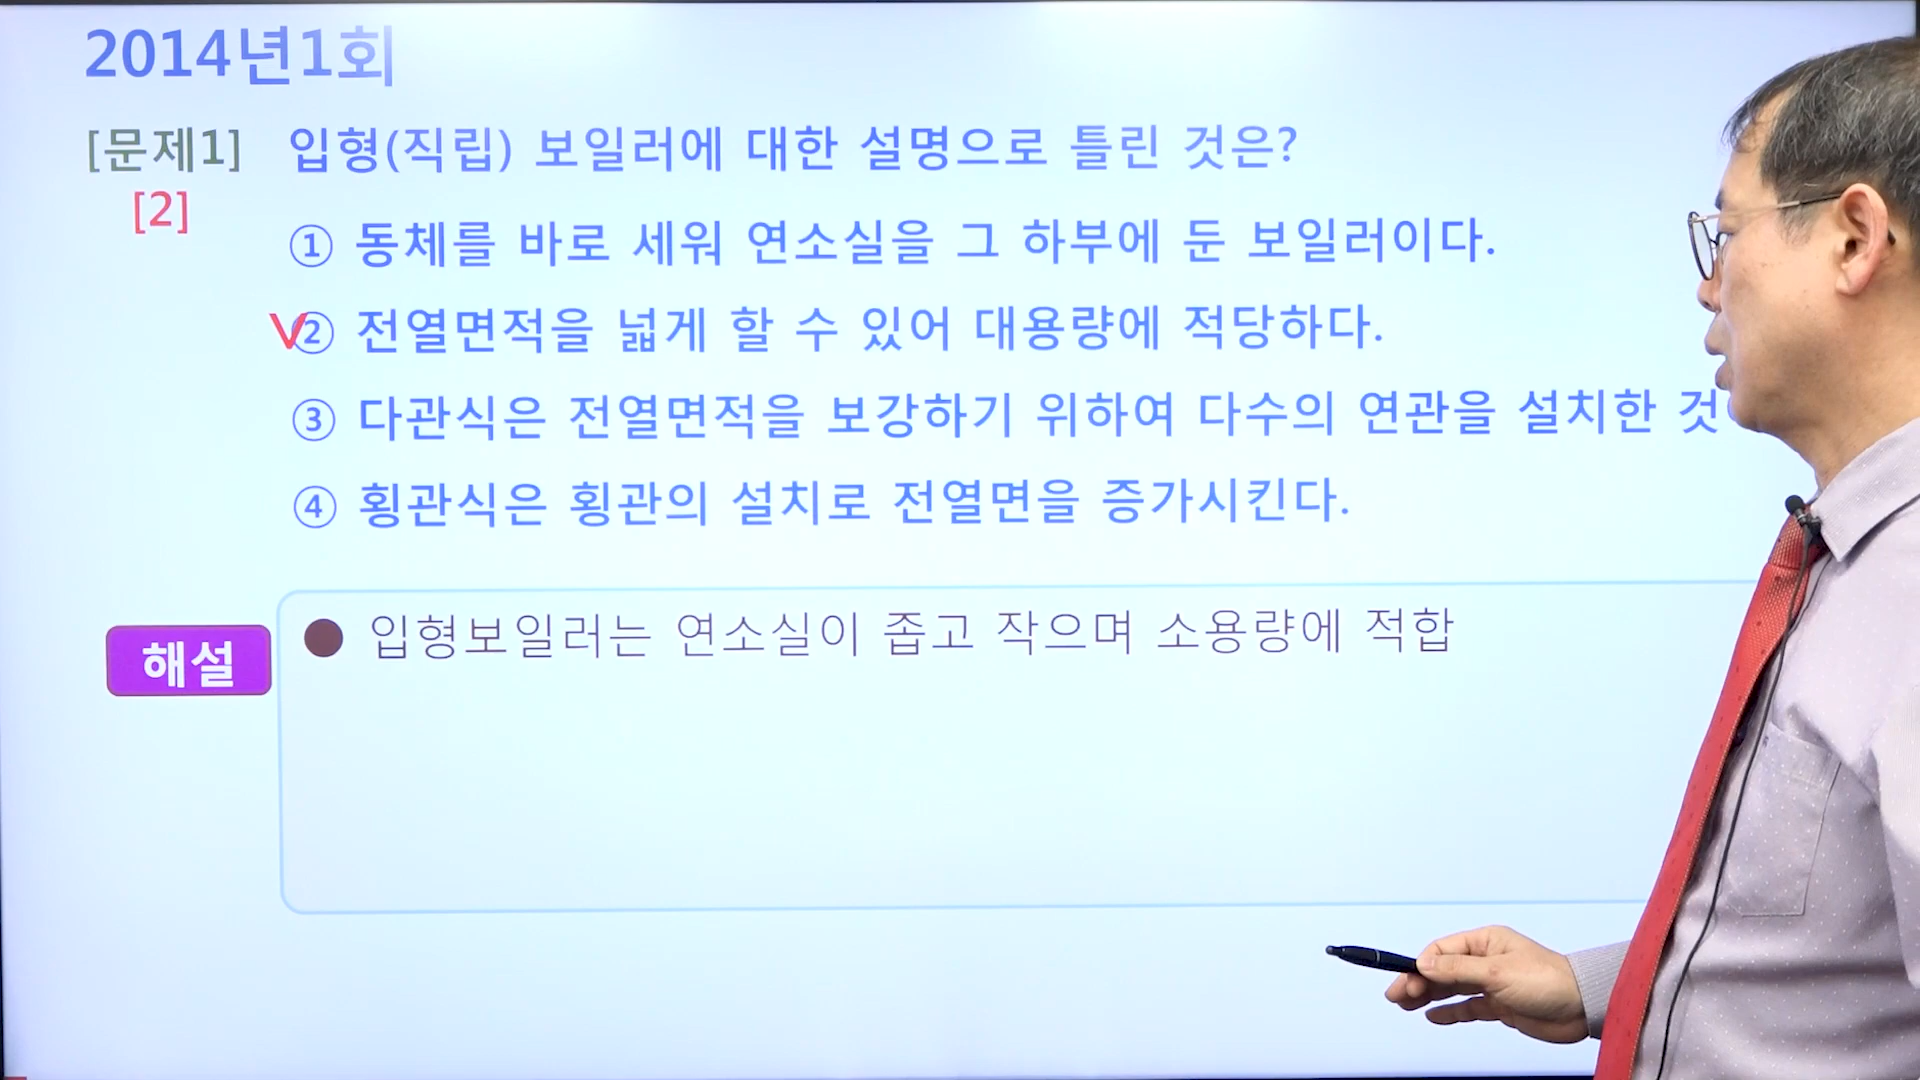 2014년1회
[문제1] 입형(직립) 보일러에 대한 설명으로 틀린 것은?
[2]
① 동체를 바로 세워 연소실을 그 하부에 둔 보일러이다.
V② 전열면적을 넓게 할 수 있어 대용량에 적당하다.
③ 다관식은 전열면적을 보강하기 위하여 다수의 연관을 설치한 것
④ 횡관식은 횡관의 설치로 전열면을 증가시킨다.
해설 ● 입형보일러는 연소실이 좁고 작으며 소용량에 적합